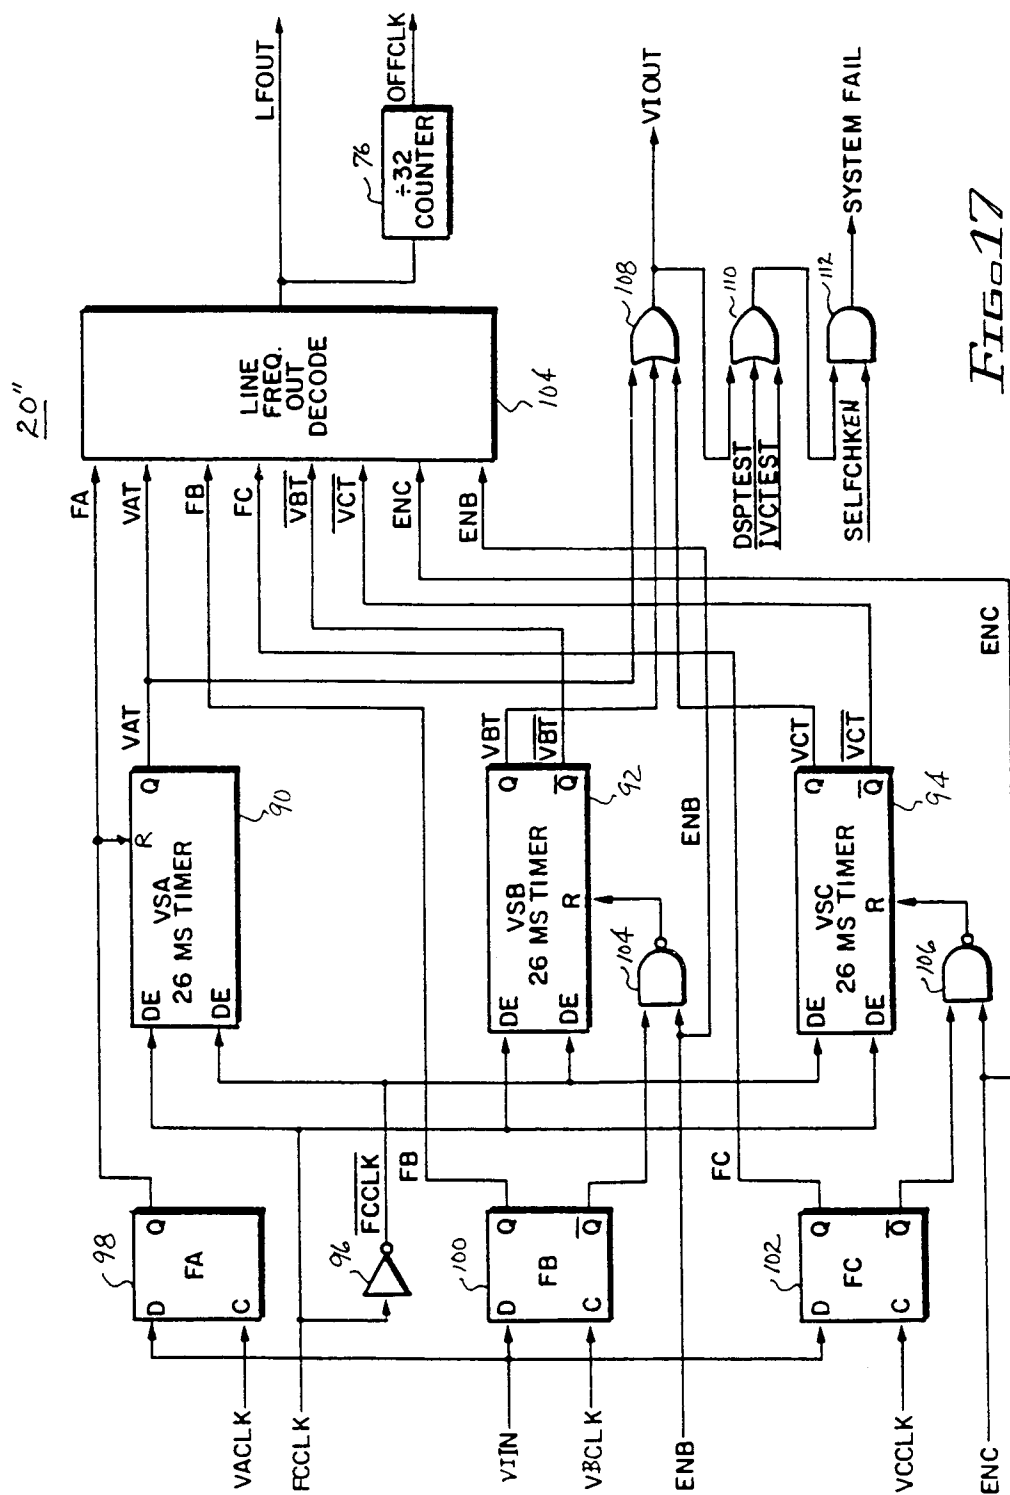 20"
LFOUT
OFFCLK
76
÷32
COUNTER
LINE
FREQ.
OUT
DECODE
104
FA
VAT
FB
FC
VBT
VCT
ENC
ENB
VIOUT
108
110
112
DSPTEST
IVCTEST
SELFCHKEN
SYSTEM FAIL
VAT
Q
R
VSA
26 MS TIMER
DE
DE
90
VBT
VBT
Q
Q
VSB
26 MS TIMER
R
DE
DE
92
104
ENB
VCT
VCT
Q
Q
VSC
26 MS TIMER
R
DE
DE
94
106
ENC
98
Q
FA
D
C
FCCLK
96
FB
100
Q
Q
FB
D
C
FC
102
Q
Q
FC
D
C
VACLK
FCCLK
VIIN
VBCLK
ENB
VCCLK
ENC
FIG. 17